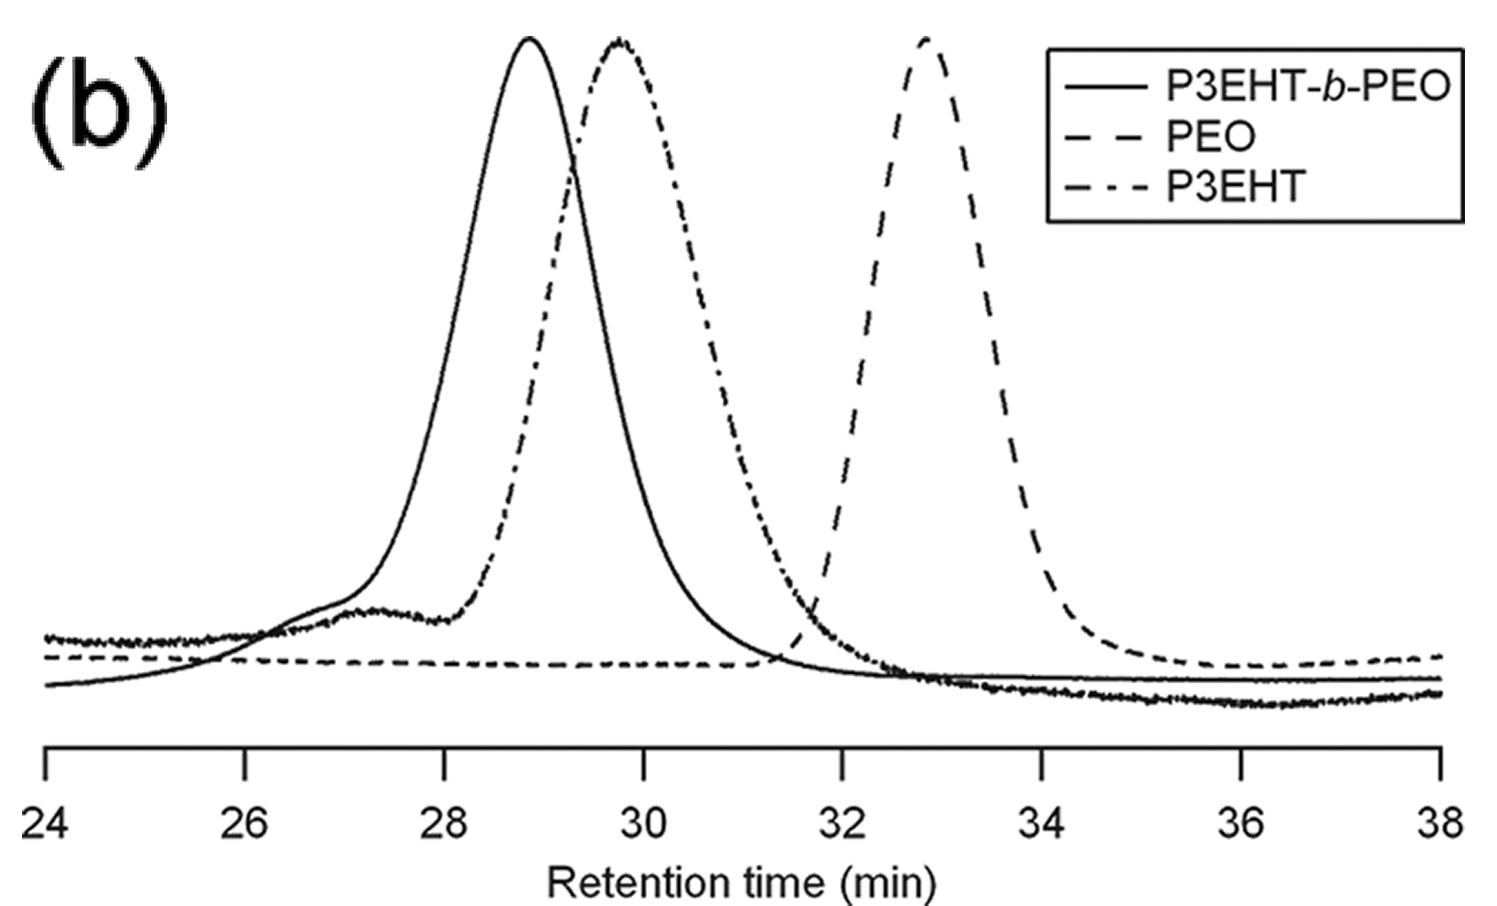 (b)
P3EHT-b-PEO
PEO
P3EHT
24 26 28 30 32 34 36 38
Retention time (min)